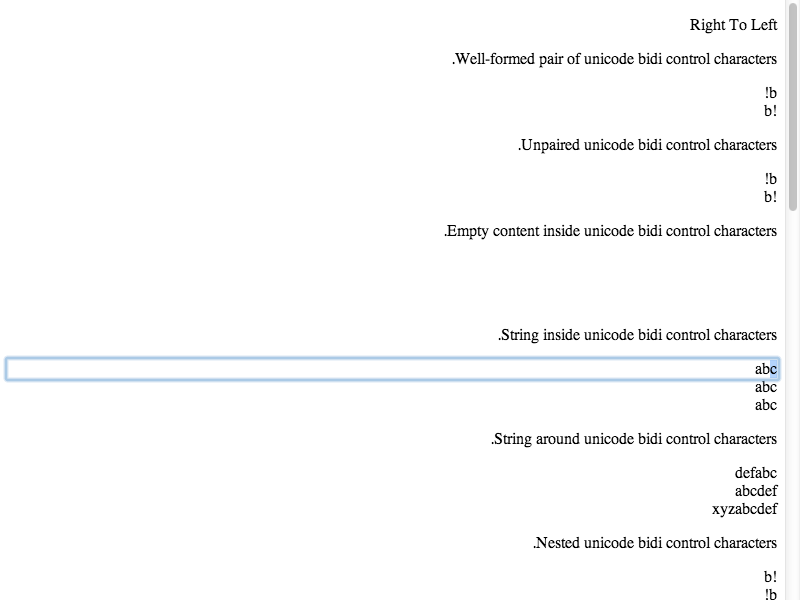 Right To Left
.Well-formed pair of unicode bidi control characters
!b
b!
.Unpaired unicode bidi control characters
!b
b!
.Empty content inside unicode bidi control characters
.String inside unicode bidi control characters
abc
abc
abc
.String around unicode bidi control characters
defabc
abcdef
xyzabcdef
.Nested unicode bidi control characters
b!
!b